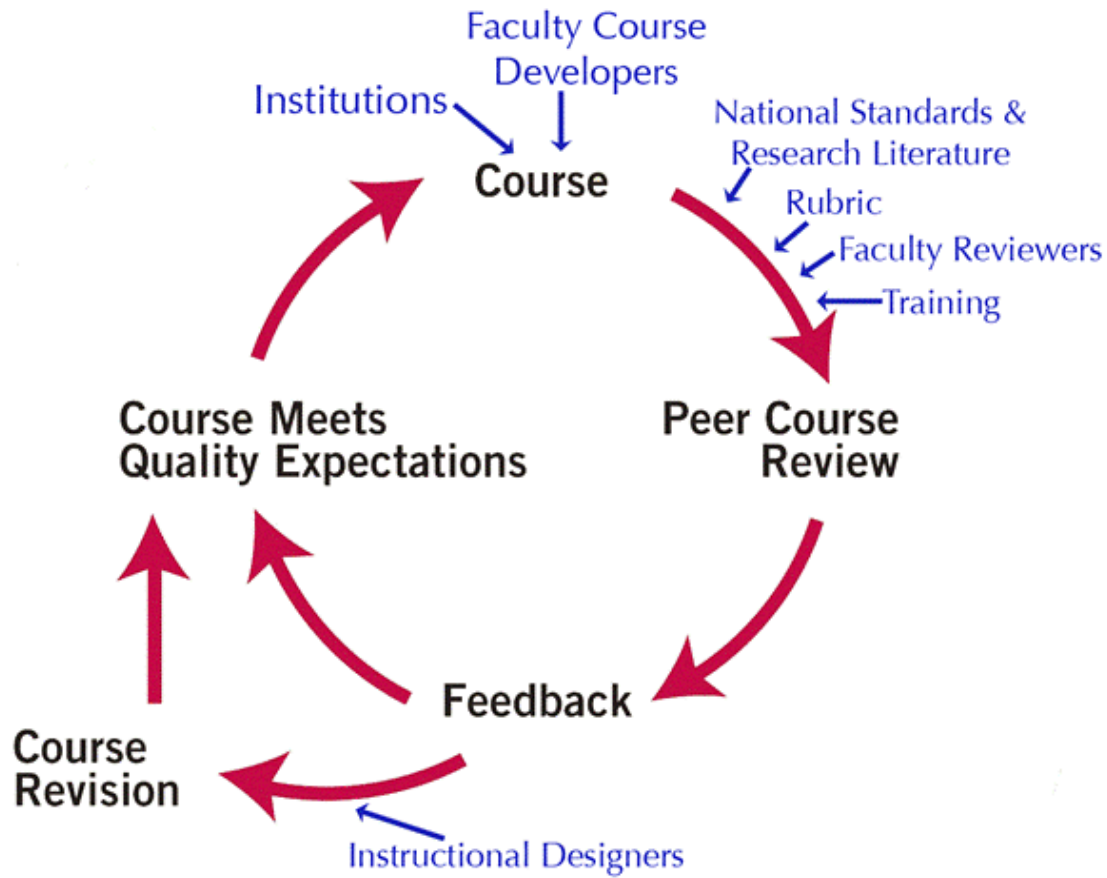 Faculty Course
Developers
Institutions
National Standards &
Research Literature
Course
Rubric
Faculty Reviewers
Training
Course Meets
Quality Expectations
Peer Course
Review
Feedback
Course
Revision
Instructional Designers